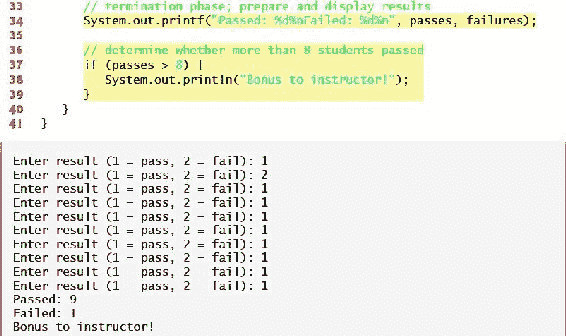 33 // termination phase; prepare and display results
34 System.out.printf("Passed: %d%nFailed: %d%n", passes, failures);
35
36 // determine whether more than 8 students passed
37 if (passes > 8) {
38 System.out.println("Bonus to instructor!");
39 }
40 }
41 }
Enter result (1 = pass, 2 = fail): 1
Enter result (1 = pass, 2 = fail): 2
Enter result (1 = pass, 2 = fail): 1
Enter result (1 = pass, 2 = fail): 1
Enter result (1 = pass, 2 = fail): 1
Enter result (1 = pass, 2 = fail): 1
Enter result (1 = pass, 2 = fail): 1
Enter result (1 = pass, 2 = fail): 1
Enter result (1 = pass, 2 = fail): 1
Enter result (1 = pass, 2 = fail): 1
Passed: 9
Failed: 1
Bonus to instructor!